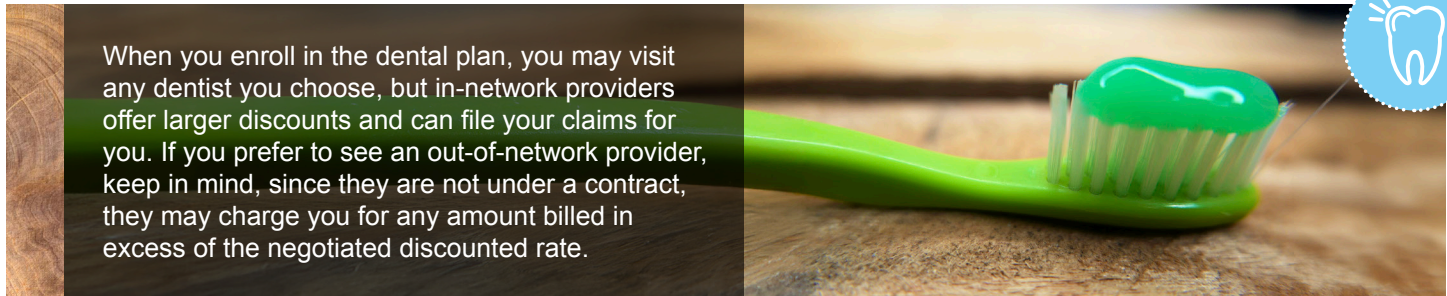 When you enroll in the dental plan, you may visit
any dentist you choose, but in-network providers
offer larger discounts and can file your claims for
you. If you prefer to see an out-of-network provider,
keep in mind, since they are not under a contract,
they may charge you for any amount billed in
excess of the negotiated discounted rate.